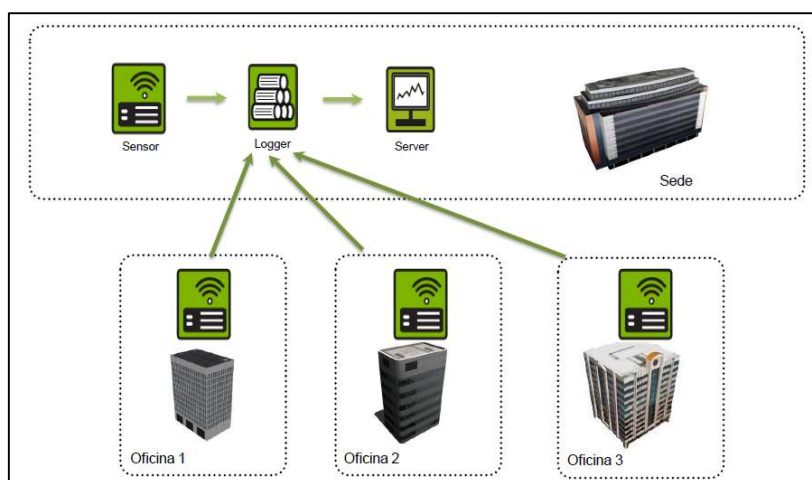 Sensor
Logger
Server
Sede
Oficina 1
Oficina 2
Oficina 3